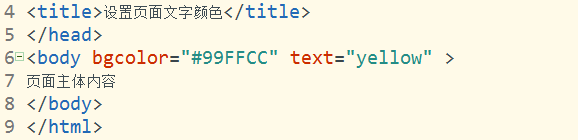 4 <title>设置页面文字颜色</title>
5 </head>
6 <body bgcolor="#99FFCC" text="yellow" >
7 页面主体内容
8 </body>
9 </html>